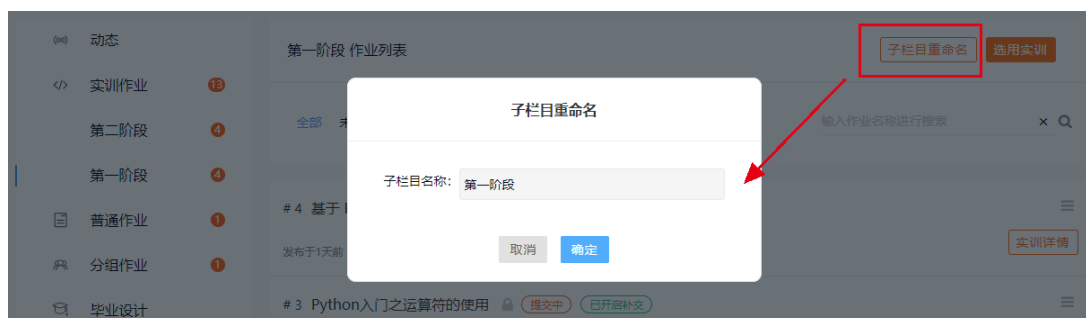 动态
实训作业 13
第二阶段 4
第一阶段 4
普通作业 1
分组作业 1
毕业设计
第一阶段 作业列表
子栏目重命名 选用实训
全部 未
输入作业名称进行搜索
#4 基于
发布于1天前
实训详情
#3 Python入门之运算符的使用 提交中 已开启补交
子栏目重命名
子栏目名称: 第一阶段
取消 确定